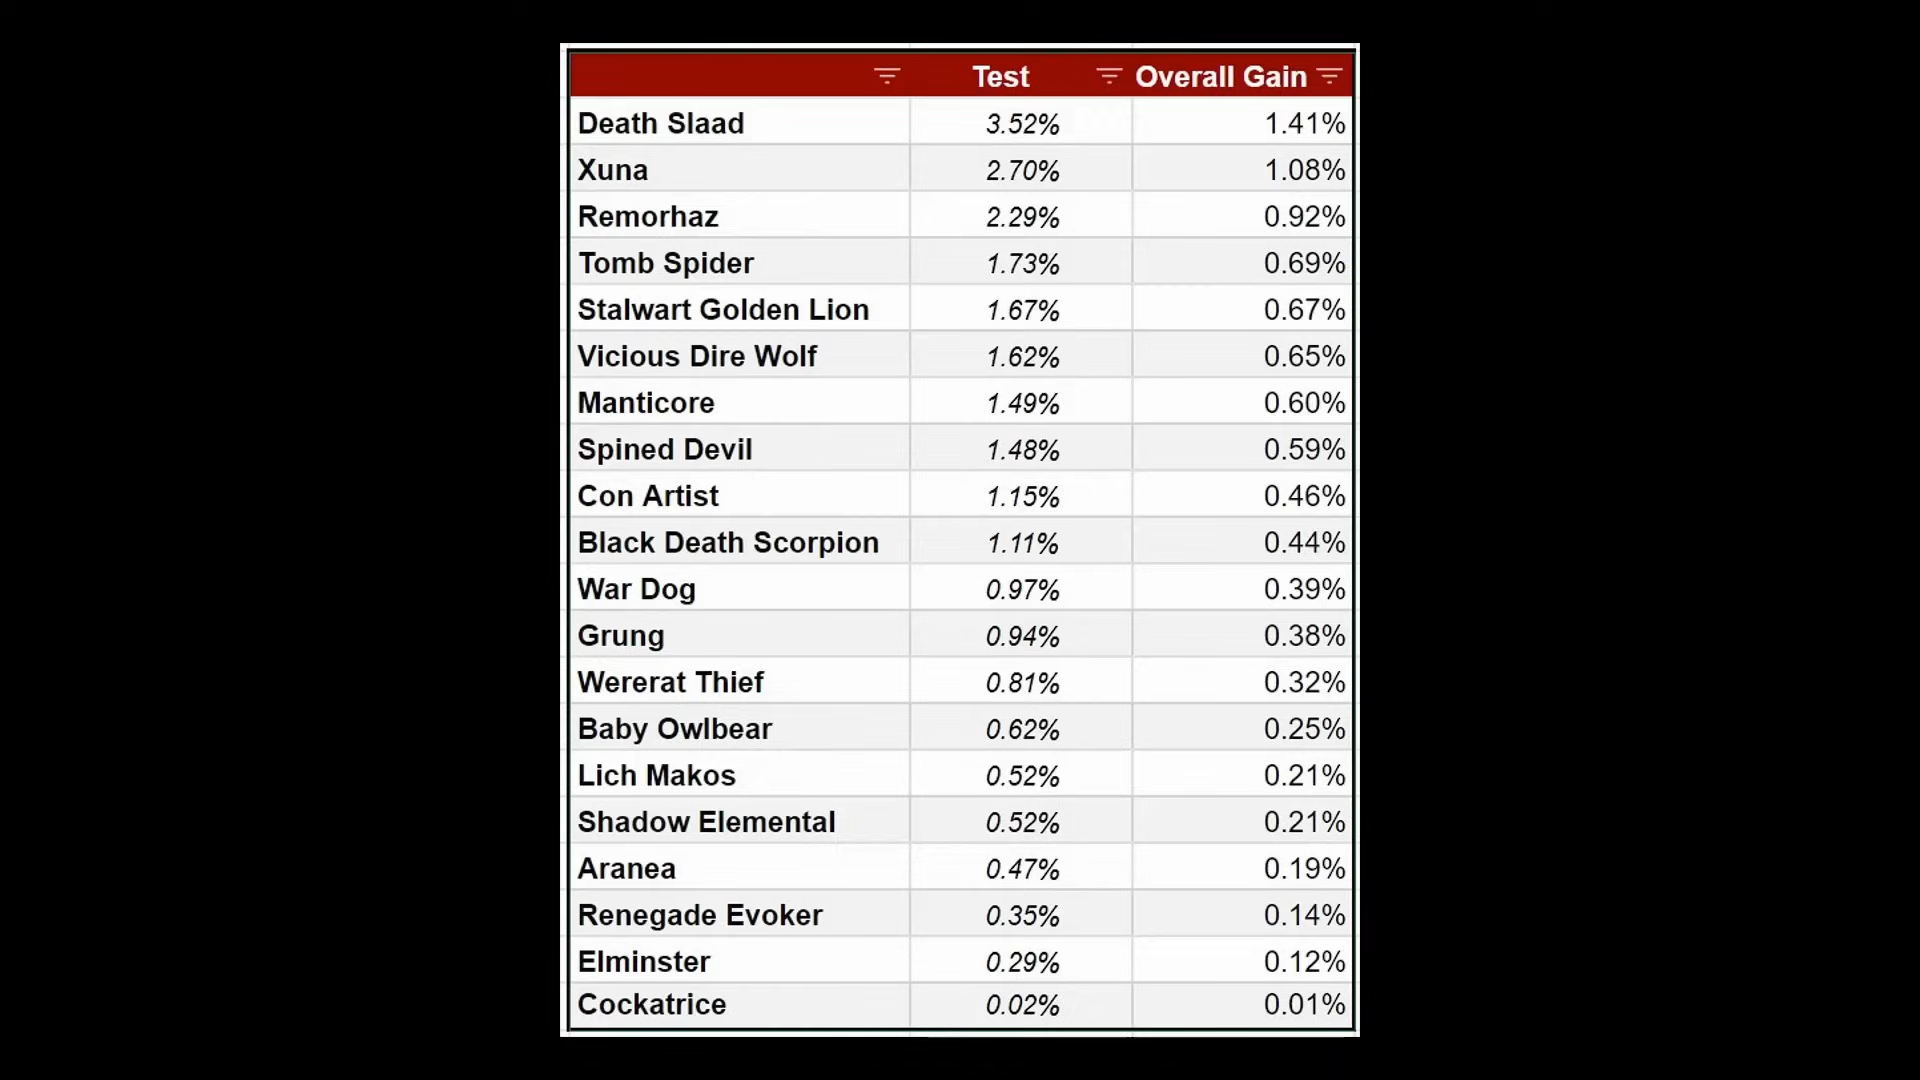 Test Overall Gain
Death Slaad 3.52% 1.41%
Xuna 2.70% 1.08%
Remorhaz 2.29% 0.92%
Tomb Spider 1.73% 0.69%
Stalwart Golden Lion 1.67% 0.67%
Vicious Dire Wolf 1.62% 0.65%
Manticore 1.49% 0.60%
Spined Devil 1.48% 0.59%
Con Artist 1.15% 0.46%
Black Death Scorpion 1.11% 0.44%
War Dog 0.97% 0.39%
Grung 0.94% 0.38%
Wererat Thief 0.81% 0.32%
Baby Owlbear 0.62% 0.25%
Lich Makos 0.52% 0.21%
Shadow Elemental 0.52% 0.21%
Aranea 0.47% 0.19%
Renegade Evoker 0.35% 0.14%
Elminster 0.29% 0.12%
Cockatrice 0.02% 0.01%